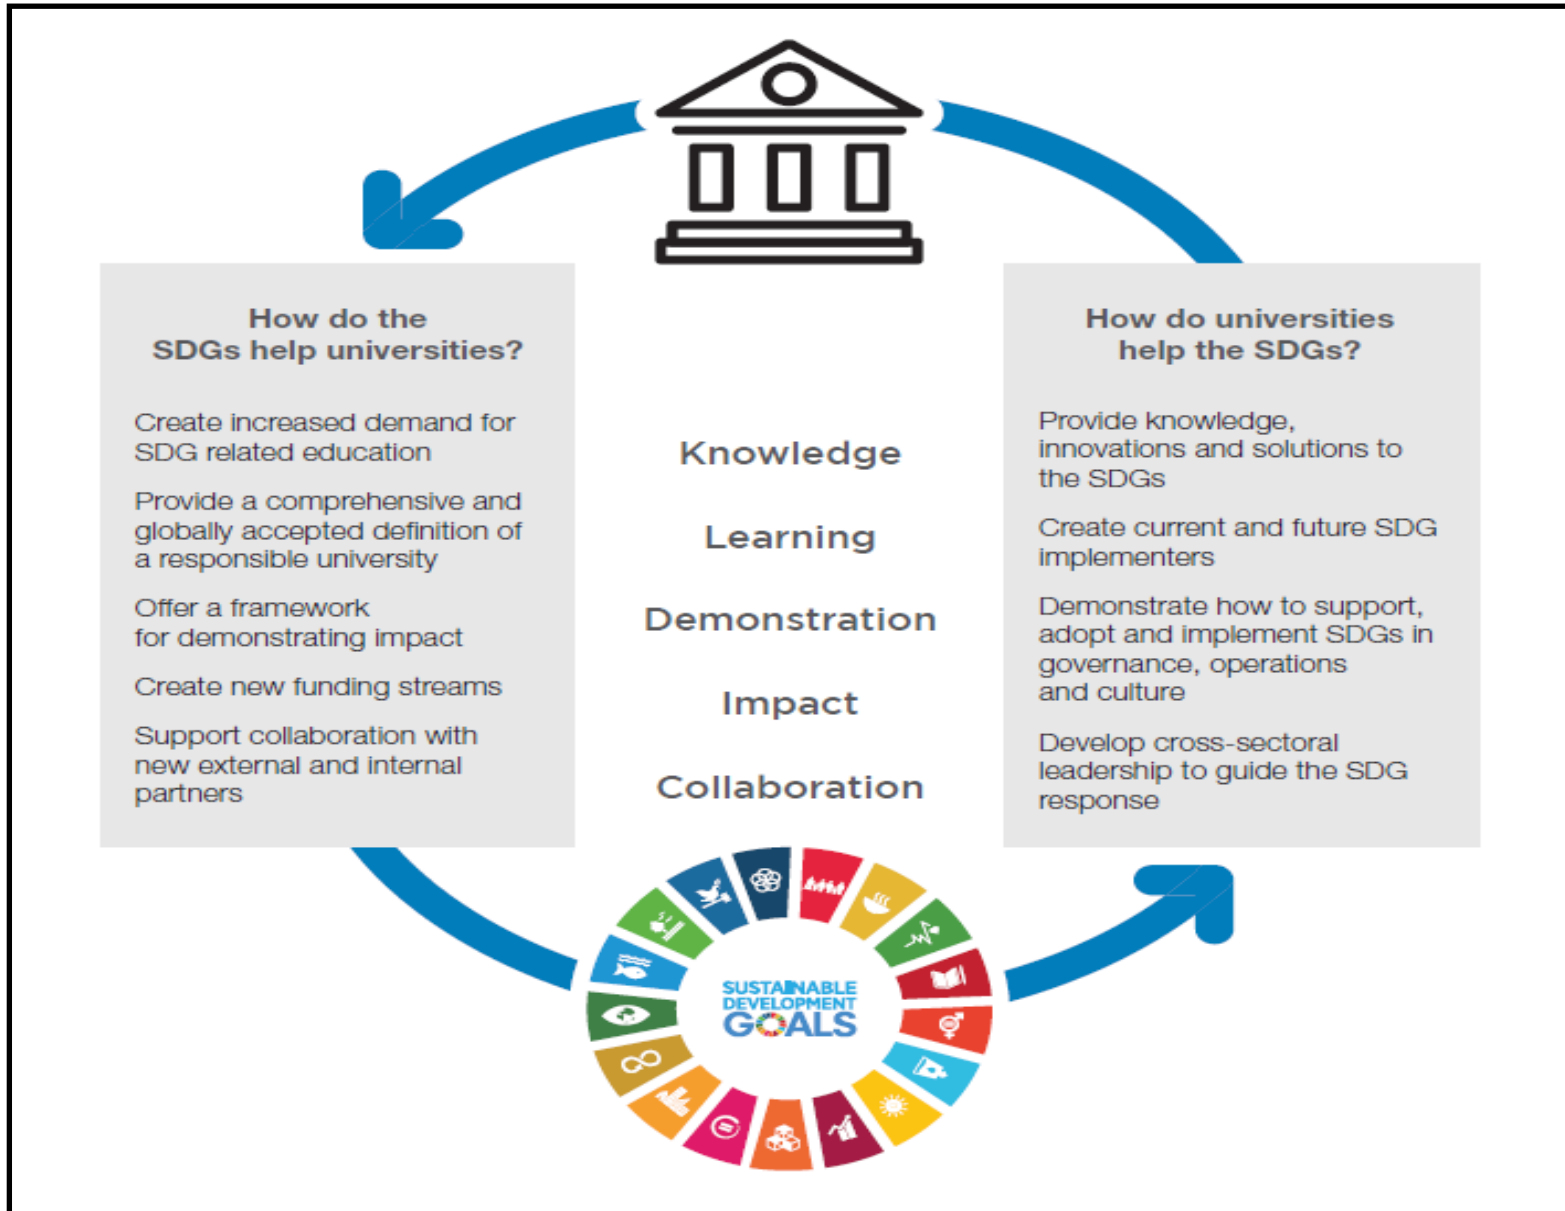 How do the
SDGs help universities?
Create increased demand for
SDG related education
Provide a comprehensive and
globally accepted definition of
a responsible university
Offer a framework
for demonstrating impact
Create new funding streams
Support collaboration with
new external and internal
partners
Knowledge
Learning
Demonstration
Impact
Collaboration
How do universities
help the SDGs?
Provide knowledge,
innovations and solutions to
the SDGs
Create current and future SDG
implementers
Demonstrate how to support,
adopt and implement SDGs in
governance, operations
and culture
Develop cross-sectoral
leadership to guide the SDG
response
SUSTAINABLE
DEVELOPMENT
GOALS